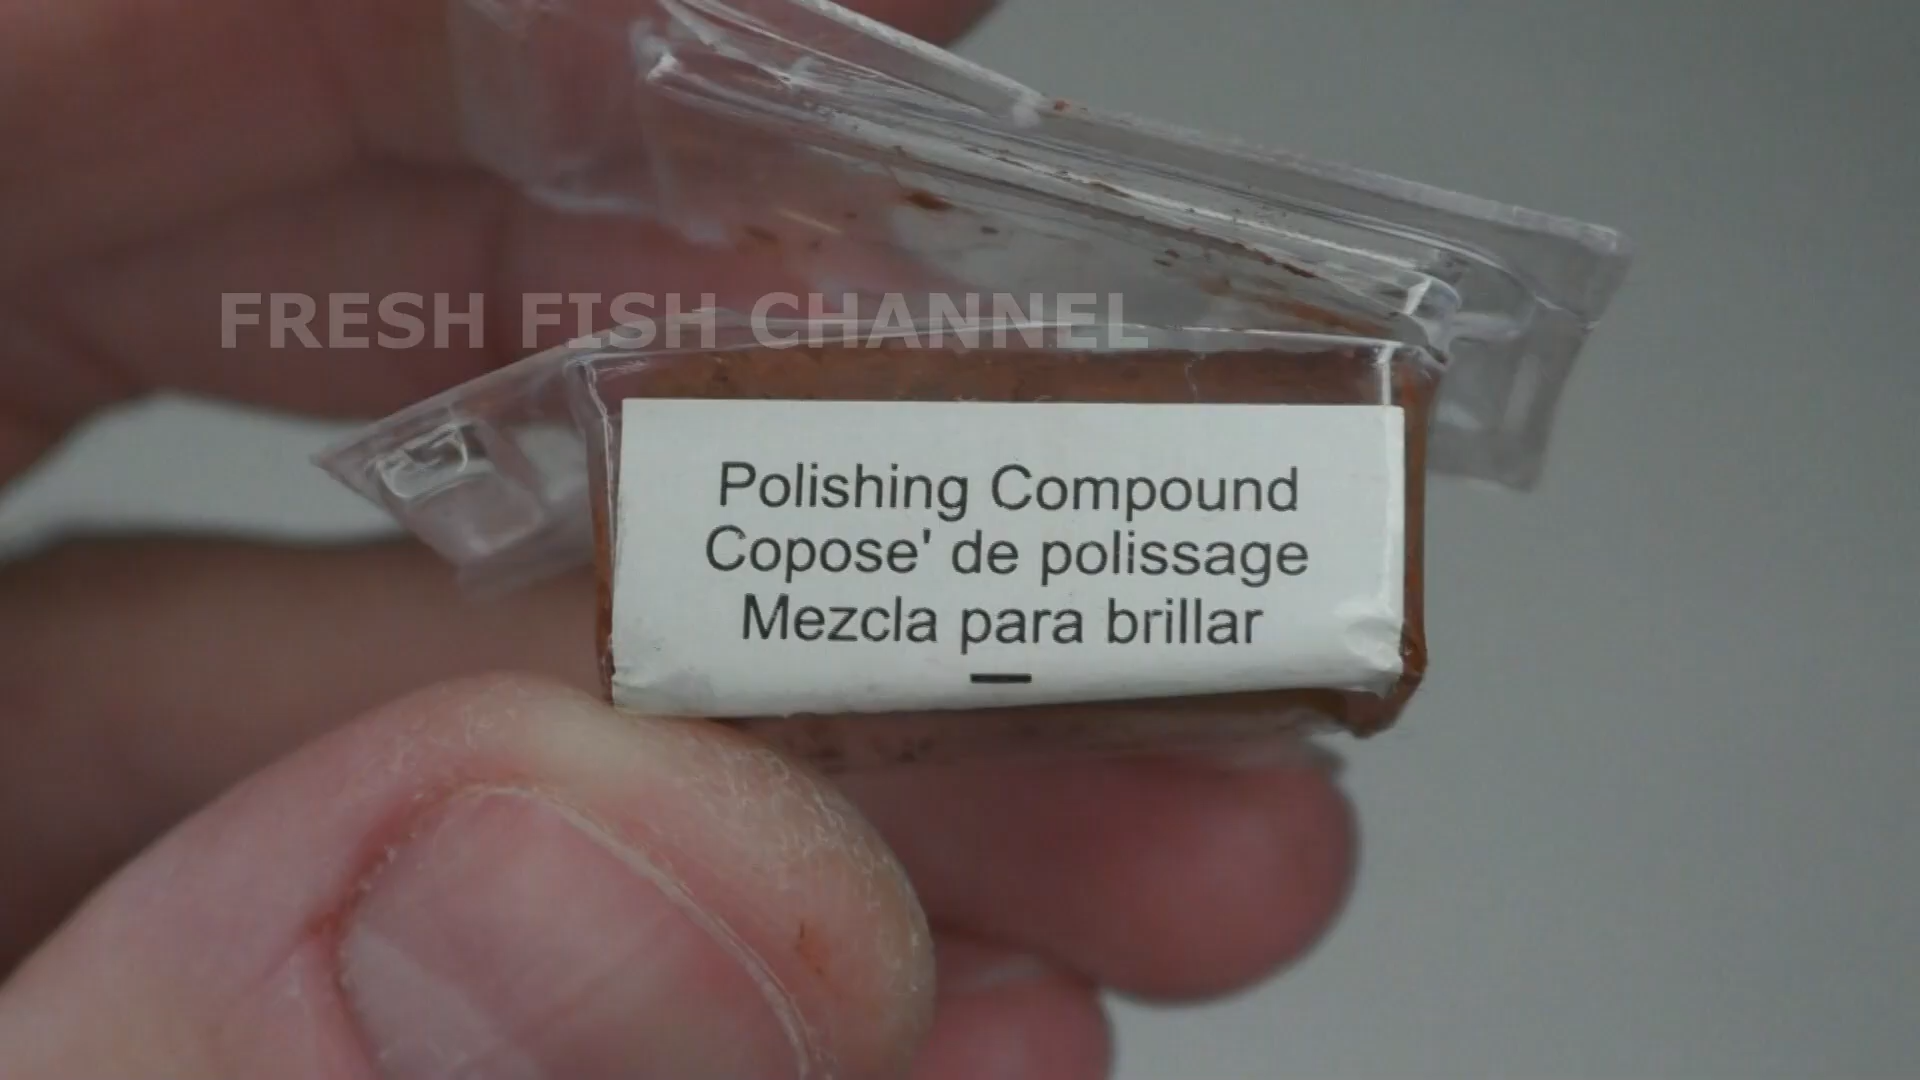 FRESH FISH CHANNEL
Polishing Compound
Copose' de polissage
Mezcla para brillar